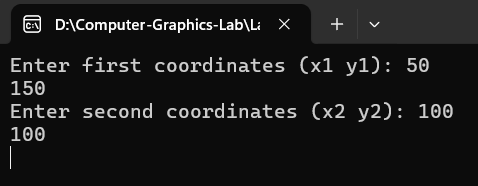 D:\Computer-Graphics-Lab\L
Enter first coordinates (x1 y1): 50
150
Enter second coordinates (x2 y2): 100
100